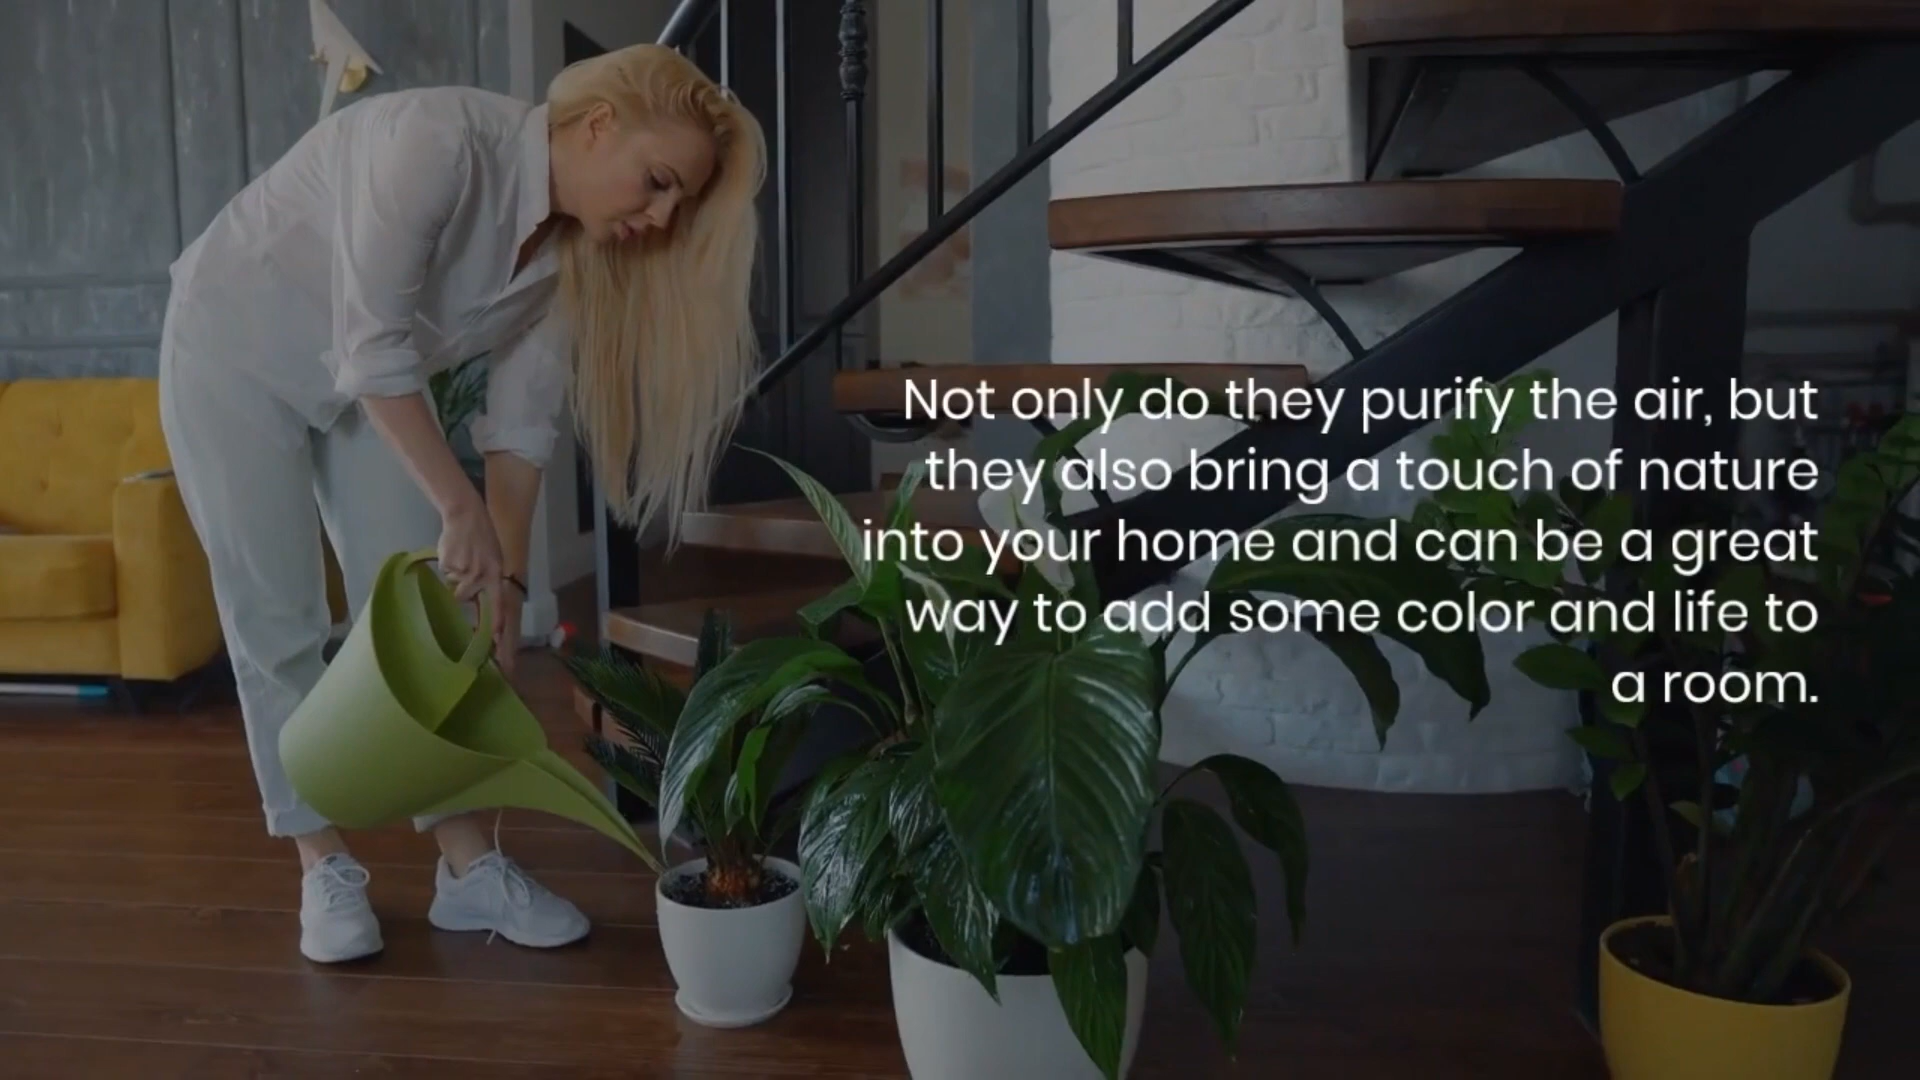 Not only do they purify the air, but
they also bring a touch of nature
into your home and can be a great
way to add some color and life to
a room.